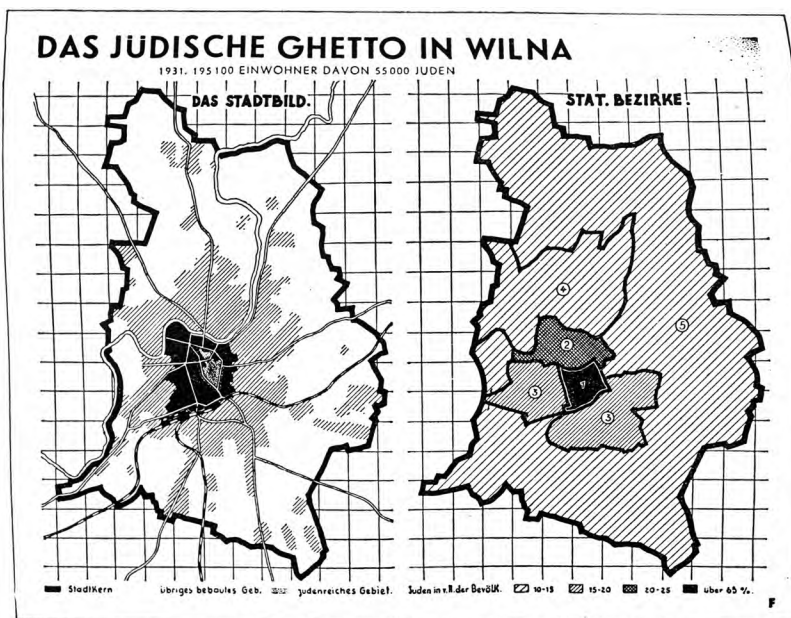 DAS JÜDISCHE GHETTO IN WILNA
1931. 195100 EINWOHNER DAVON 55000 JUDEN
DAS STADTBILD.
STAT. BEZIRKE.
4
5
2
1
3
3
Stadtkern übriges bebautes Geb. judenreiches Gebiet.
Juden in v.H. der Bevölk. 10-15 15-20 20-25 über 65 %.
F